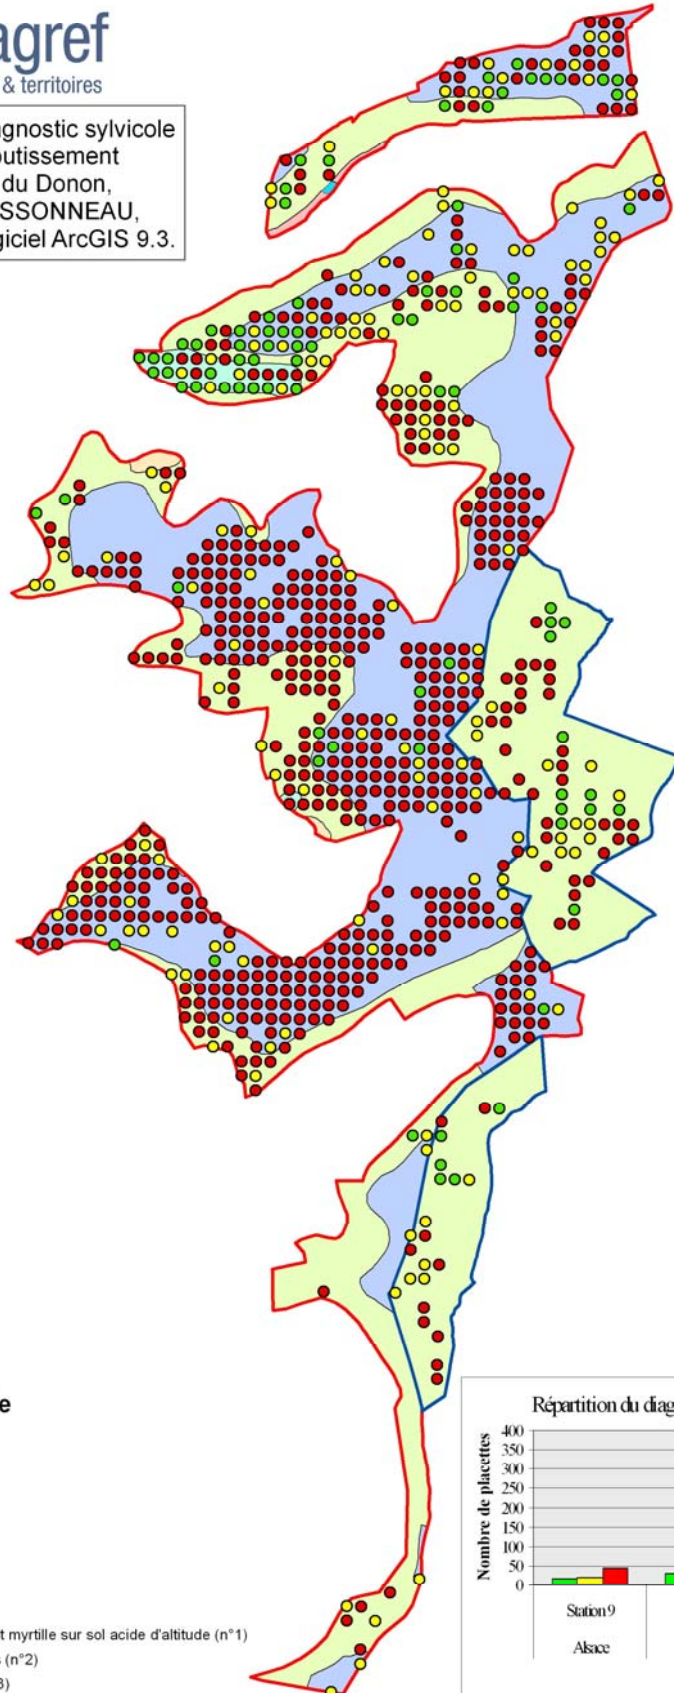 agref
& territoires
agnostic sylvicole
outissement
du Donon,
SSONNEAU,
giciel ArcGIS 9.3.
e
Répartition du diag
Nombre de placettes
400
350
300
250
200
150
100
50
0
Station 9
Alsace
t myrtille sur sol acide d'altitude (n°1)
s (n°2)
3)